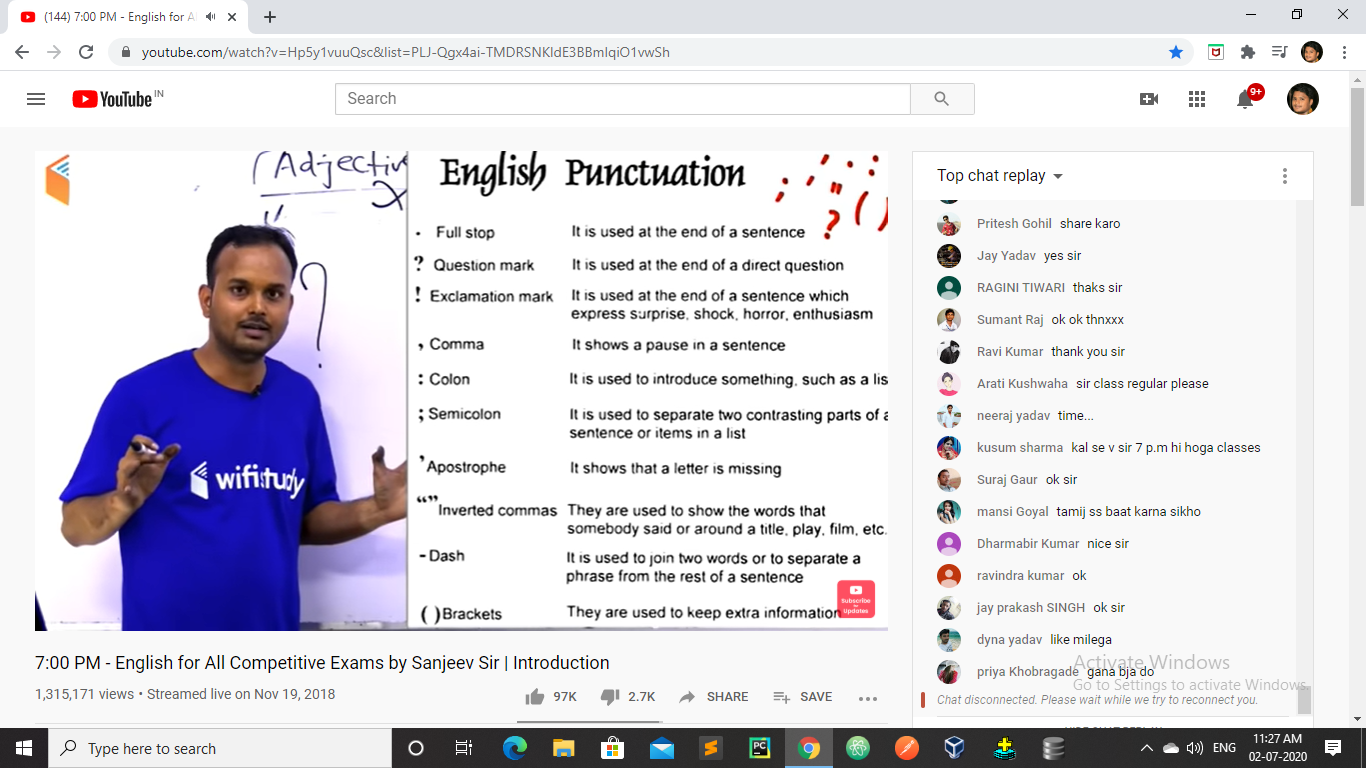 (144) 7:00 PM - English for Al
youtube.com/watch?v=Hp5y1vuuQsc&list=PLJ-Qgx4ai-TMDRSNKldE3BBmIqiO1vwSh
YouTube IN
Search
9+
(Adjectiv
English Punctuation
. Full stop It is used at the end of a sentence
? Question mark It is used at the end of a direct question
! Exclamation mark It is used at the end of a sentence which
express surprise, shock, horror, enthusiasm
, Comma It shows a pause in a sentence
: Colon It is used to introduce something, such as a lis
; Semicolon It is used to separate two contrasting parts of a
sentence or items in a list
' Apostrophe It shows that a letter is missing
“” Inverted commas They are used to show the words that
somebody said or around a title, play, film, etc.
- Dash It is used to join two words or to separate a
phrase from the rest of a sentence
( ) Brackets They are used to keep extra information
?
wifistudy
Subscribe
for
Updates
7:00 PM - English for All Competitive Exams by Sanjeev Sir | Introduction
1,315,171 views • Streamed live on Nov 19, 2018
97K 2.7K SHARE SAVE
Top chat replay
Pritesh Gohil share karo
Jay Yadav yes sir
RAGINI TIWARI thaks sir
Sumant Raj ok ok thnxxx
Ravi Kumar thank you sir
Arati Kushwaha sir class regular please
neeraj yadav time...
kusum sharma kal se v sir 7 p.m hi hoga classes
Suraj Gaur ok sir
mansi Goyal tamij ss baat karna sikho
Dharmabir Kumar nice sir
ravindra kumar ok
jay prakash SINGH ok sir
dyna yadav like milega
priya Khobragade gana bja do
Activate Windows
Go to Settings to activate Windows.
Chat disconnected. Please wait while we try to reconnect you.
Type here to search
PC
ENG
11:27 AM
02-07-2020